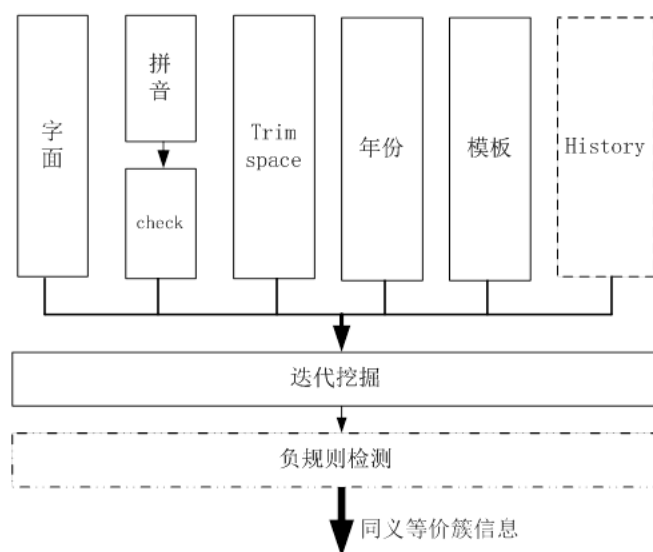 字面
拼音
check
Trim
space
年份
模板
History
迭代挖掘
负规则检测
同义等价簇信息